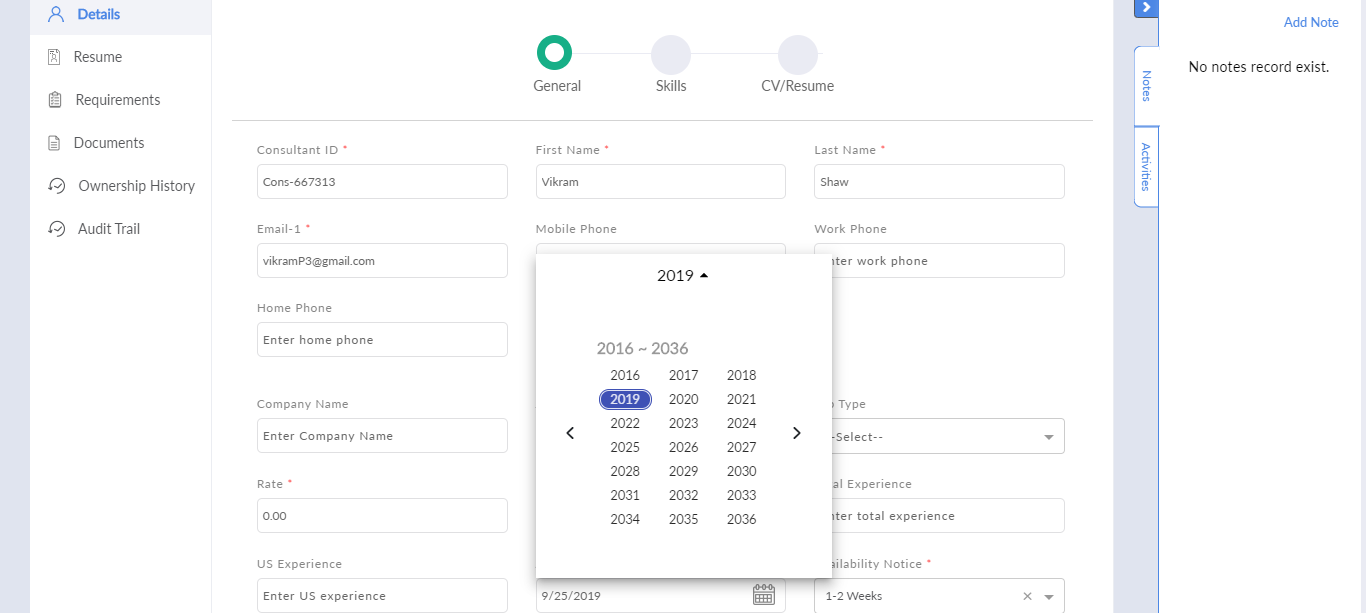 Details
Resume
Requirements
Documents
Ownership History
Audit Trail
General
Skills
CV/Resume
Consultant ID *
First Name *
Last Name *
Cons-667313
Vikram
Shaw
Email-1 *
Mobile Phone
Work Phone
vikramP3@gmail.com
nter work phone
Home Phone
Enter home phone
2019
2016 ~ 2036
2016 2017 2018
2019 2020 2021
2022 2023 2024
2025 2026 2027
2028 2029 2030
2031 2032 2033
2034 2035 2036
Company Name
Type
Enter Company Name
-Select--
Rate *
al Experience
0.00
nter total experience
US Experience
ailability Notice *
Enter US experience
9/25/2019
1-2 Weeks
Add Note
No notes record exist.
Notes
Activities